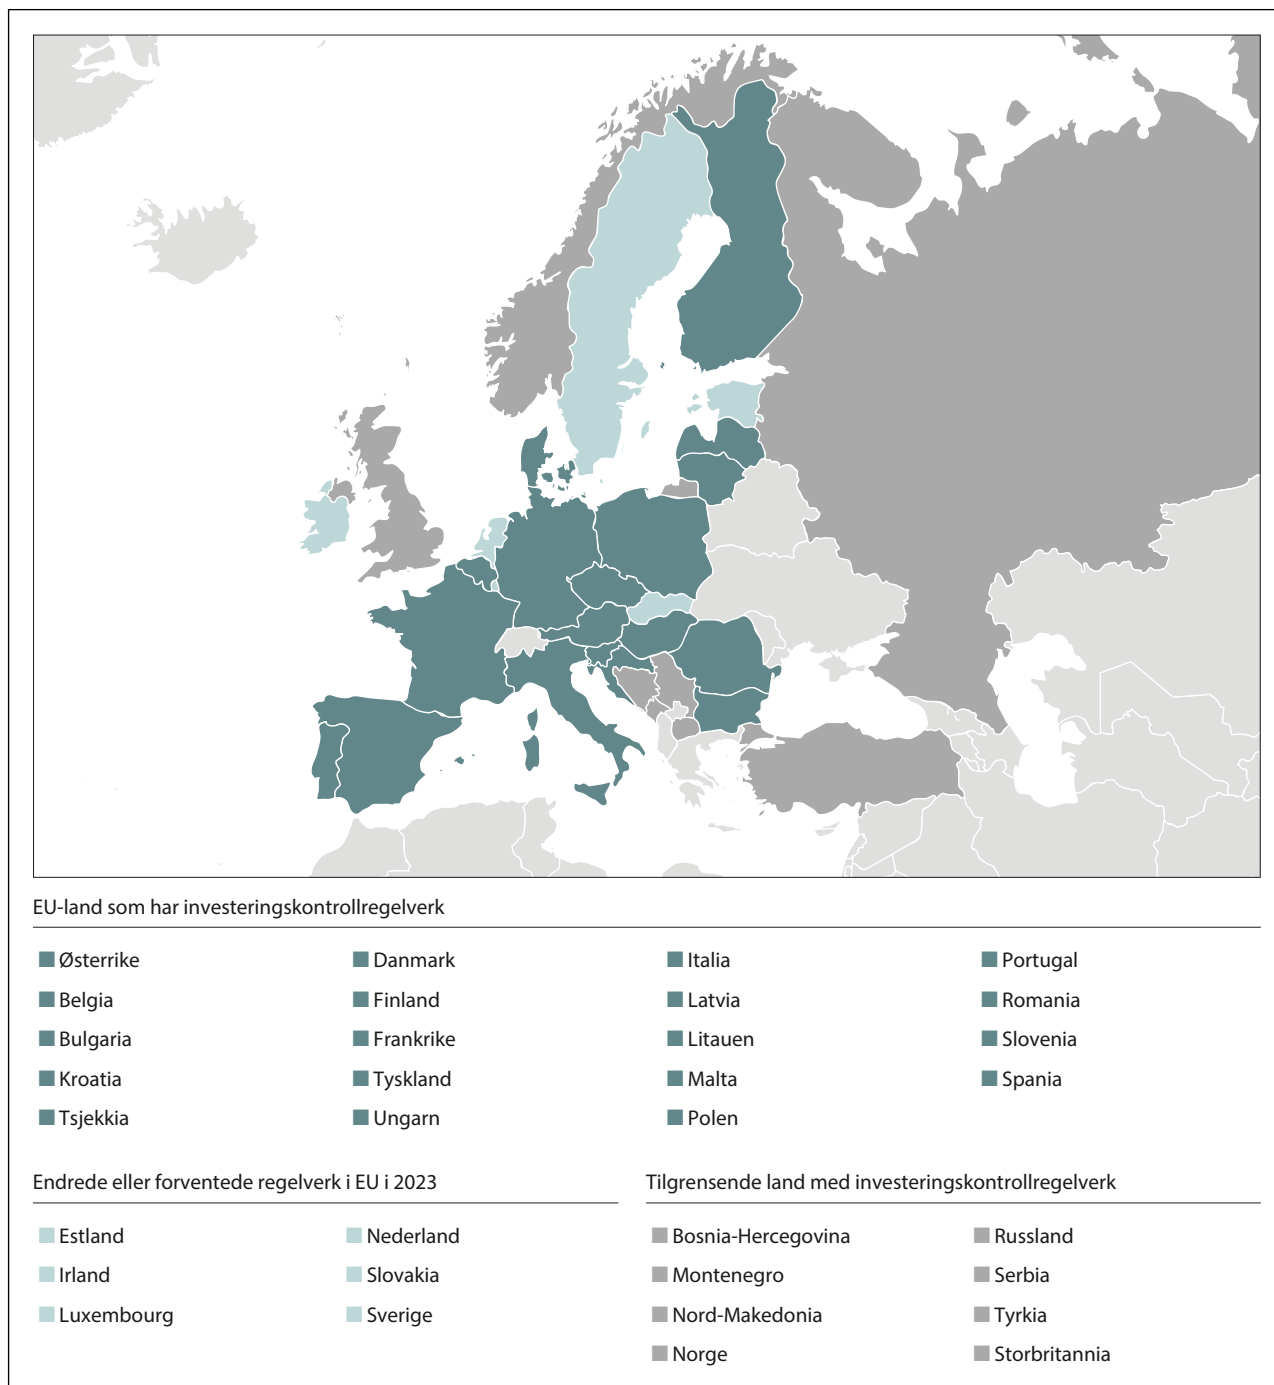 EU-land som har investeringskontrollregelverk
Østerrike
Danmark
Italia
Portugal
Belgia
Finland
Latvia
Romania
Bulgaria
Frankrike
Litauen
Slovenia
Kroatia
Tyskland
Malta
Spania
Tsjekkia
Ungarn
Polen
Endrede eller forventede regelverk i EU i 2023
Estland
Nederland
Irland
Slovakia
Luxembourg
Sverige
Tilgrensende land med investeringskontrollregelverk
Bosnia-Hercegovina
Russland
Montenegro
Serbia
Nord-Makedonia
Tyrkia
Norge
Storbritannia